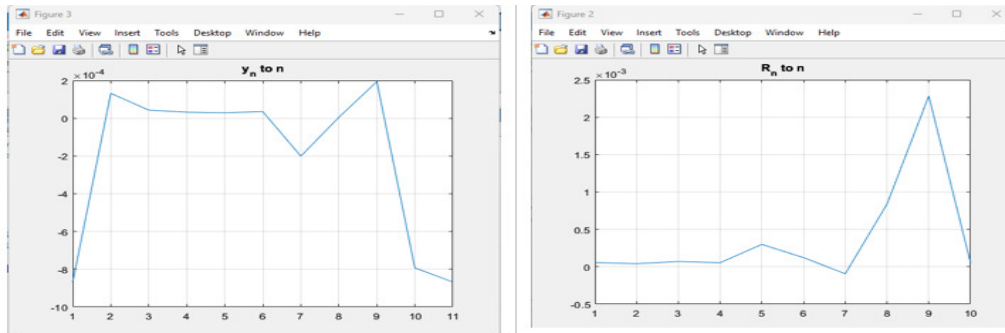 Figure 3
File Edit View Insert Tools Desktop Window Help
yₙ to n
×10⁻⁴
2
0
-2
-4
-6
-8
-10
1 2 3 4 5 6 7 8 9 10 11
Figure 2
File Edit View Insert Tools Desktop Window Help
Rₙ to n
×10⁻³
2.5
2
1.5
1
0.5
0
-0.5
1 2 3 4 5 6 7 8 9 10